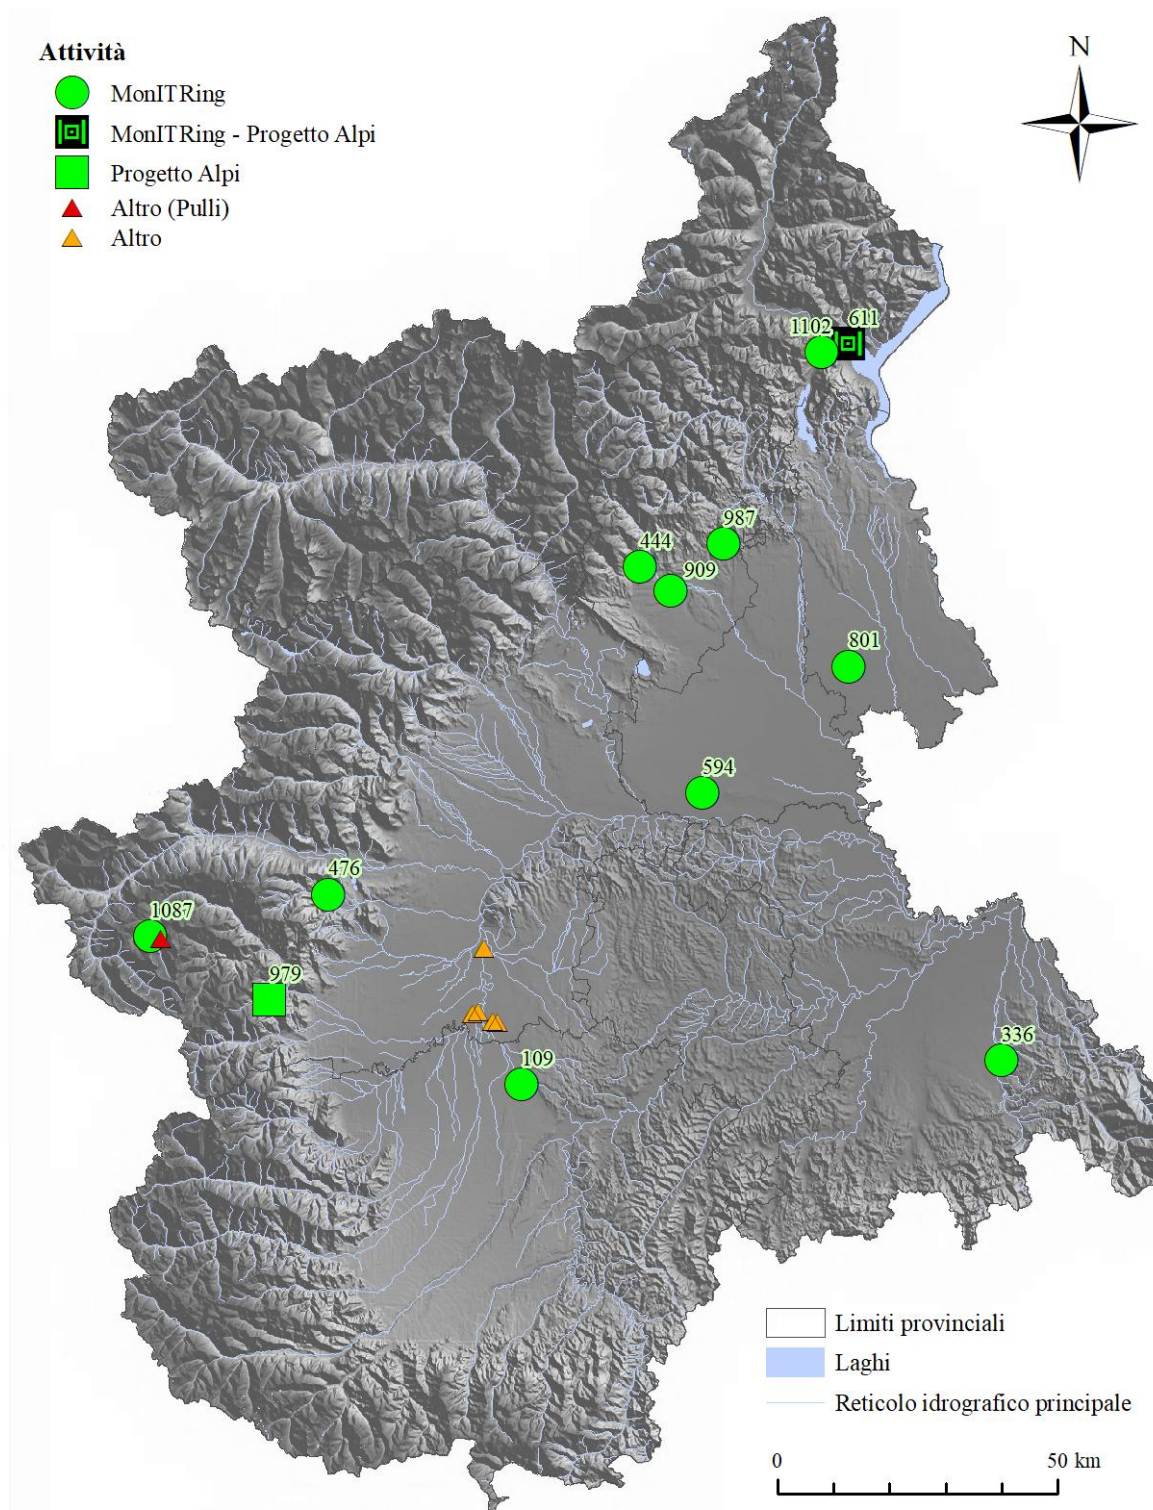 Attività
MonITRing
MonITRing - Progetto Alpi
Progetto Alpi
Altro (Pulli)
Altro
N
611
1102
987
444
909
801
594
476
1087
979
336
109
Limiti provinciali
Laghi
Reticolo idrografico principale
0 50 km